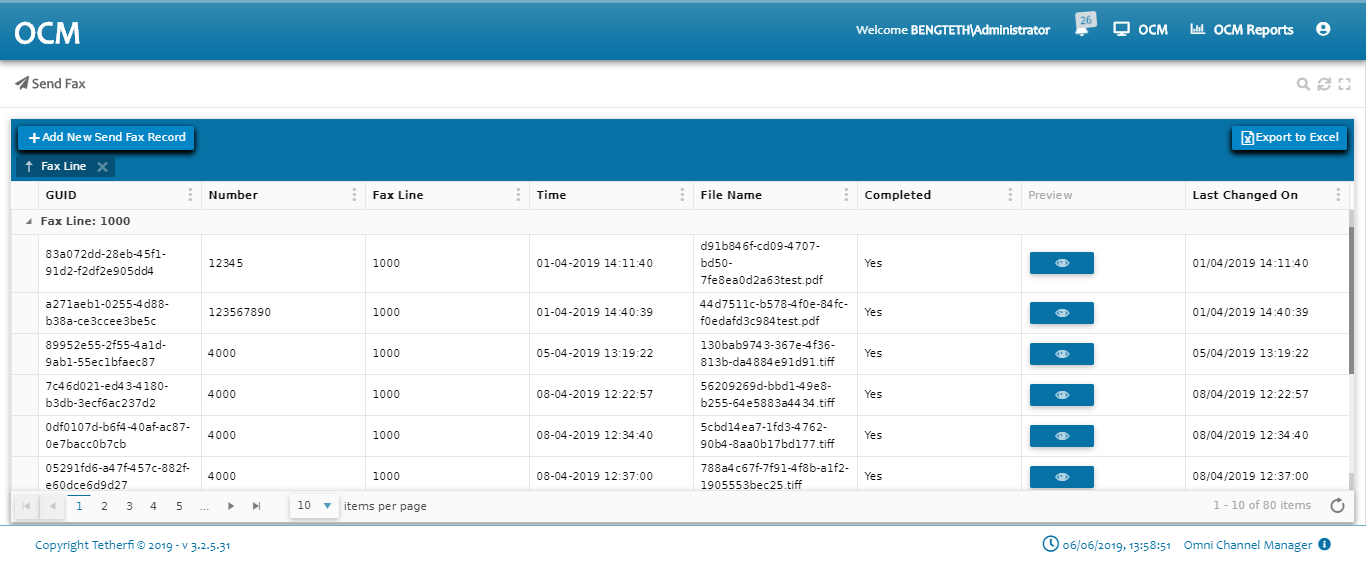 OCM
Welcome BENGTETH\Administrator
26
OCM
OCM Reports
Send Fax
Add New Send Fax Record
Export to Excel
Fax Line
GUID Number Fax Line Time File Name Completed Preview Last Changed On
Fax Line: 1000
83a072dd-28eb-45f1-
91d2-f2df2e905dd4
12345
1000
01-04-2019 14:11:40
d91b846f-cd09-4707-
bd50-
7fe8ea0d2a63test.pdf
Yes
01/04/2019 14:11:40
a271aeb1-0255-4d88-
b38a-ce3ccee3be5c
123567890
1000
01-04-2019 14:40:39
44d7511c-b578-4f0e-84fc-
f0edafd3c984test.pdf
Yes
01/04/2019 14:40:39
89952e55-2f55-4a1d-
9ab1-55ec1bfaec87
4000
1000
05-04-2019 13:19:22
130bab9743-367e-4f36-
813b-da4884e91d91.tiff
Yes
05/04/2019 13:19:22
7c46d021-ed43-4180-
b3db-3ecf6ac237d2
4000
1000
08-04-2019 12:22:57
56209269d-bbd1-49e8-
b255-64e5883a4434.tiff
Yes
08/04/2019 12:22:57
0df0107d-b6f4-40af-ac87-
0e7bacc0b7cb
4000
1000
08-04-2019 12:34:40
5cbd14ea7-1fd3-4762-
90b4-8aa0b17bd177.tiff
Yes
08/04/2019 12:34:40
05291fd6-a47f-457c-882f-
e60dce6d9d27
4000
1000
08-04-2019 12:37:00
788a4c67f-7f91-4f8b-a1f2-
1905553bec25.tiff
Yes
08/04/2019 12:37:00
1 2 3 4 5 ...
10 items per page
1 - 10 of 80 items
Copyright Tetherfi © 2019 - v 3.2.5.31
06/06/2019, 13:58:51
Omni Channel Manager